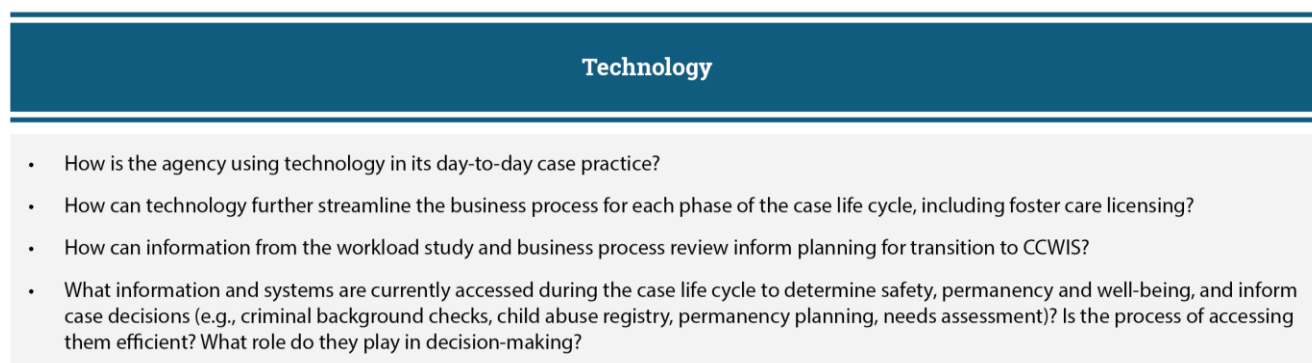 Technology
• How is the agency using technology in its day-to-day case practice?
• How can technology further streamline the business process for each phase of the case life cycle, including foster care licensing?
• How can information from the workload study and business process review inform planning for transition to CCWIS?
• What information and systems are currently accessed during the case life cycle to determine safety, permanency and well-being, and inform
case decisions (e.g., criminal background checks, child abuse registry, permanency planning, needs assessment)? Is the process of accessing
them efficient? What role do they play in decision-making?